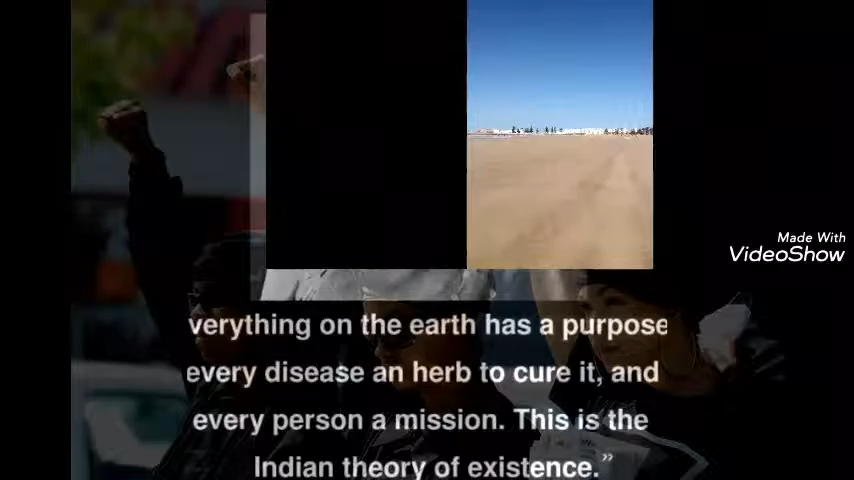 Made With
VideoShow
verything on the earth has a purpose
every disease an herb to cure it, and
every person a mission. This is the
Indian theory of existence.”